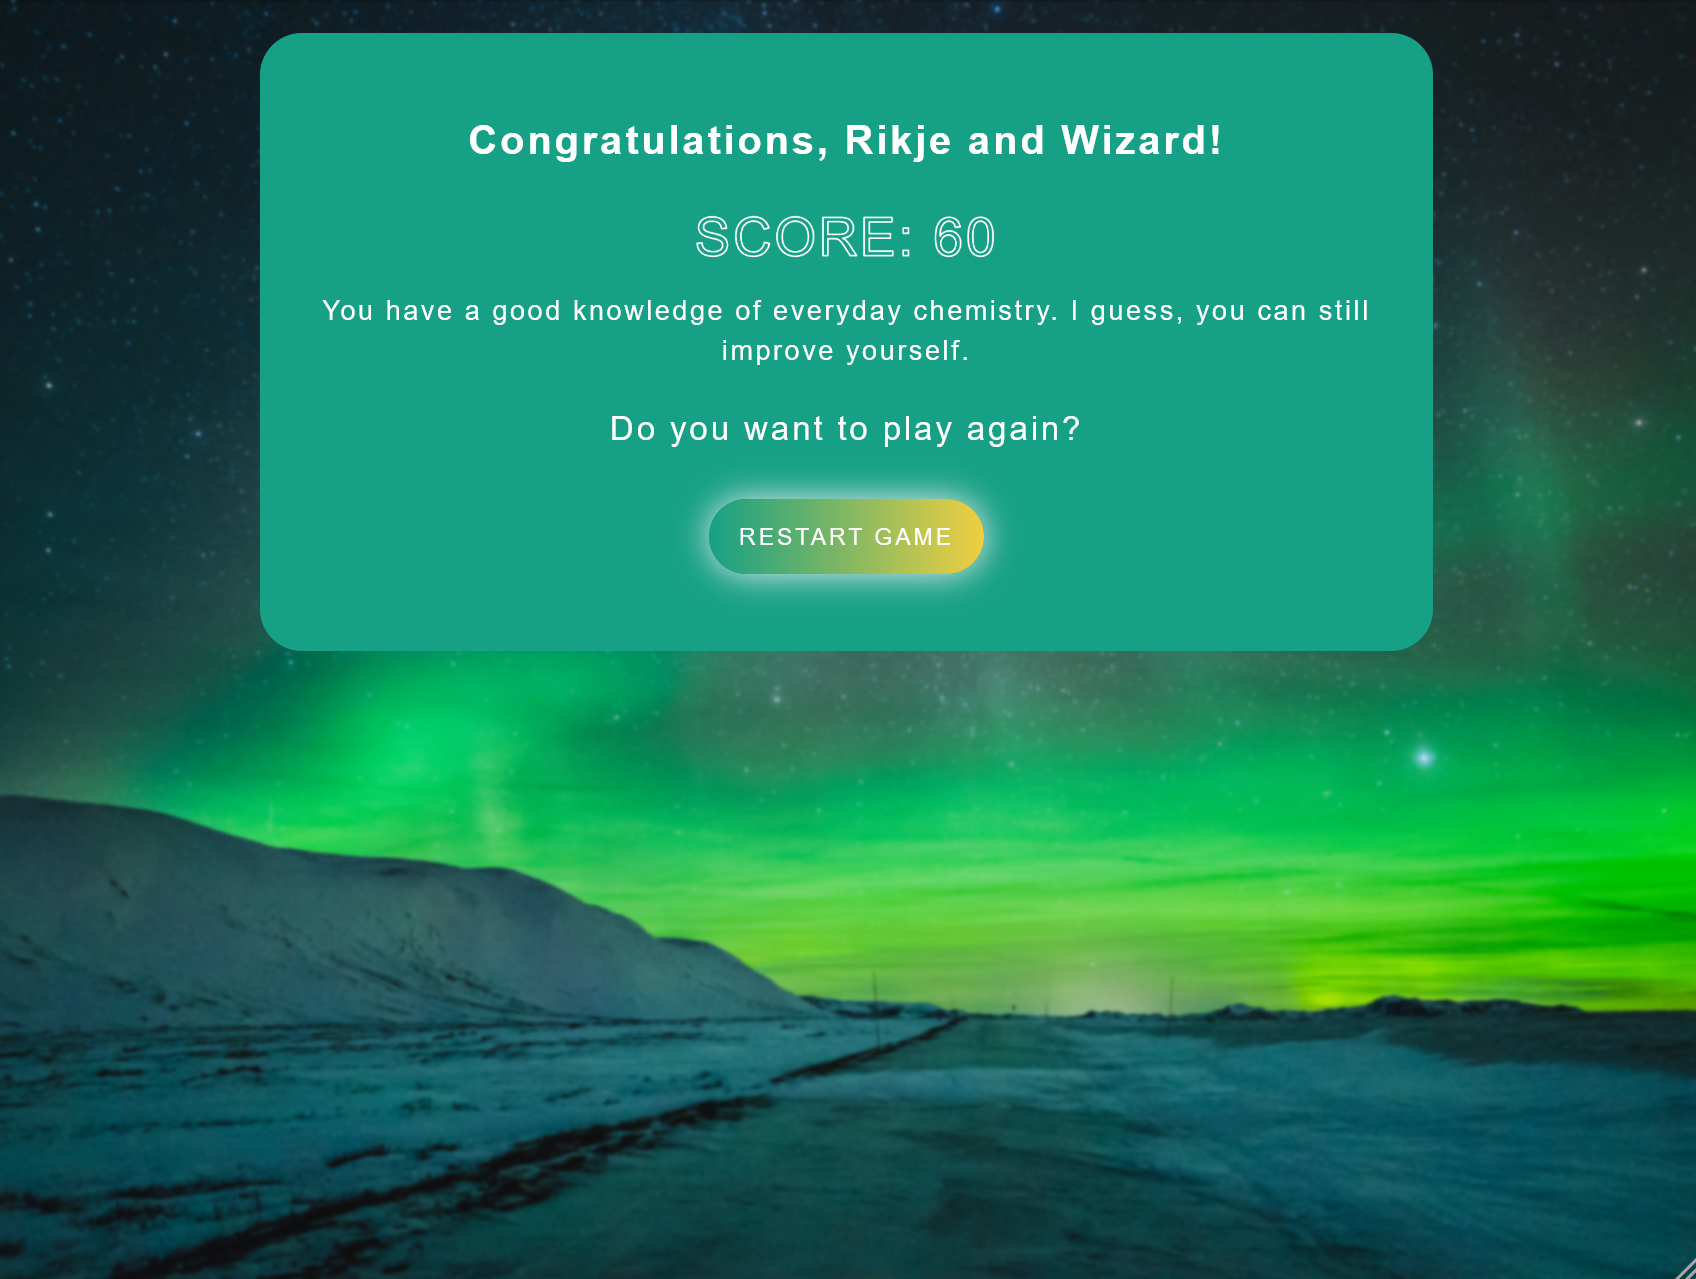 Congratulations, Rikje and Wizard!
SCORE: 60
You have a good knowledge of everyday chemistry. I guess, you can still
improve yourself.
Do you want to play again?
RESTART GAME